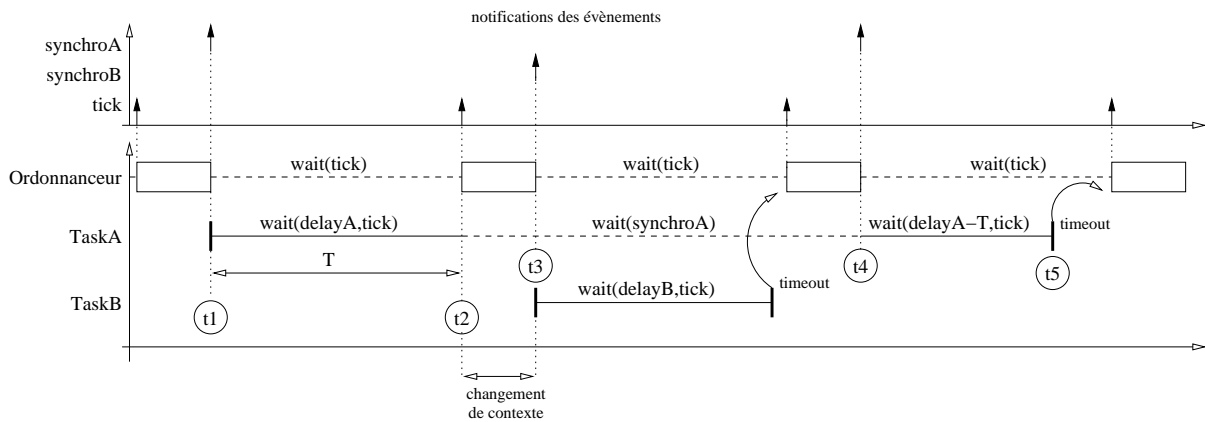 notifications des évènements
synchroA
synchroB
tick
Ordonnanceur
wait(tick)
wait(tick)
wait(tick)
TaskA
wait(delayA,tick)
wait(synchroA)
wait(delayA−T,tick)
timeout
T
t3
t4
t5
TaskB
wait(delayB,tick)
timeout
t1
t2
changement
de contexte